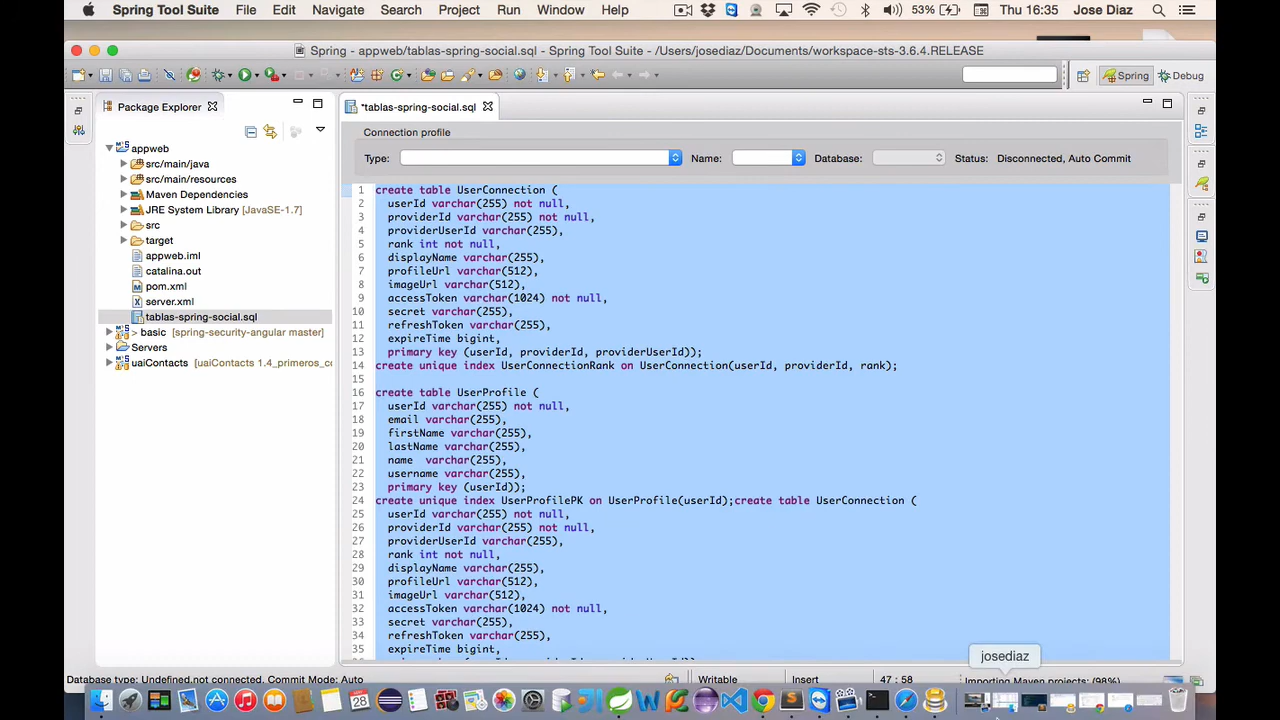 Spring Tool Suite File Edit Navigate Search Project Run Window Help 53% Thu 16:35 Jose Diaz
Spring - appweb/tablas-spring-social.sql - Spring Tool Suite - /Users/josediaz/Documents/workspace-sts-3.6.4.RELEASE
Spring Debug
Package Explorer
*tablas-spring-social.sql
Connection profile
Type: Name: Database: Status: Disconnected, Auto Commit
appweb
src/main/java
src/main/resources
Maven Dependencies
JRE System Library [JavaSE-1.7]
src
target
appweb.iml
catalina.out
pom.xml
server.xml
tablas-spring-social.sql
> basic [spring-security-angular master]
Servers
uaiContacts [uaiContacts 1.4_primeros_cc
1 create table UserConnection (
2 userId varchar(255) not null,
3 providerId varchar(255) not null,
4 providerUserId varchar(255),
5 rank int not null,
6 displayName varchar(255),
7 profileUrl varchar(512),
8 imageUrl varchar(512),
9 accessToken varchar(1024) not null,
10 secret varchar(255),
11 refreshToken varchar(255),
12 expireTime bigint,
13 primary key (userId, providerId, providerUserId));
14 create unique index UserConnectionRank on UserConnection(userId, providerId, rank);
15
16 create table UserProfile (
17 userId varchar(255) not null,
18 email varchar(255),
19 firstName varchar(255),
20 lastName varchar(255),
21 name varchar(255),
22 username varchar(255),
23 primary key (userId));
24 create unique index UserProfilePK on UserProfile(userId);create table UserConnection (
25 userId varchar(255) not null,
26 providerId varchar(255) not null,
27 providerUserId varchar(255),
28 rank int not null,
29 displayName varchar(255),
30 profileUrl varchar(512),
31 imageUrl varchar(512),
32 accessToken varchar(1024) not null,
33 secret varchar(255),
34 refreshToken varchar(255),
35 expireTime bigint,
josediaz
Database type: Undefined.not connected. Commit Mode: Auto Writable Insert 47 : 58 Importing Maven projects: (98%)
28